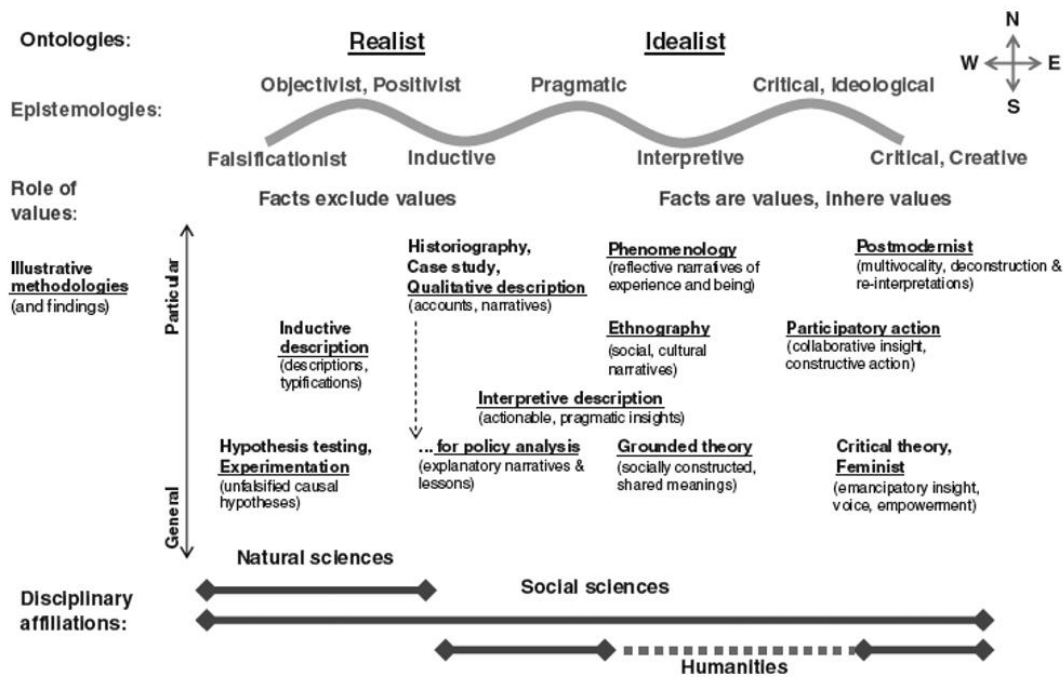 Ontologies:
Realist
Idealist
N
W
E
S
Objectivist, Positivist
Pragmatic
Critical, Ideological
Epistemologies:
Falsificationist
Inductive
Interpretive
Critical, Creative
Role of
values:
Facts exclude values
Facts are values, inhere values
Illustrative
methodologies
(and findings)
Particular
General
Historiography,
Case study,
Qualitative description
(accounts, narratives)
Phenomenology
(reflective narratives of
experience and being)
Postmodernist
(multivocality, deconstruction &
re-interpretations)
Inductive
description
(descriptions,
typifications)
Ethnography
(social, cultural
narratives)
Participatory action
(collaborative insight,
constructive action)
Interpretive description
(actionable, pragmatic insights)
Hypothesis testing,
Experimentation
(unfalsified causal
hypotheses)
... for policy analysis
(explanatory narratives &
lessons)
Grounded theory
(socially constructed,
shared meanings)
Critical theory,
Feminist
(emancipatory insight,
voice, empowerment)
Natural sciences
Social sciences
Disciplinary
affiliations:
Humanities